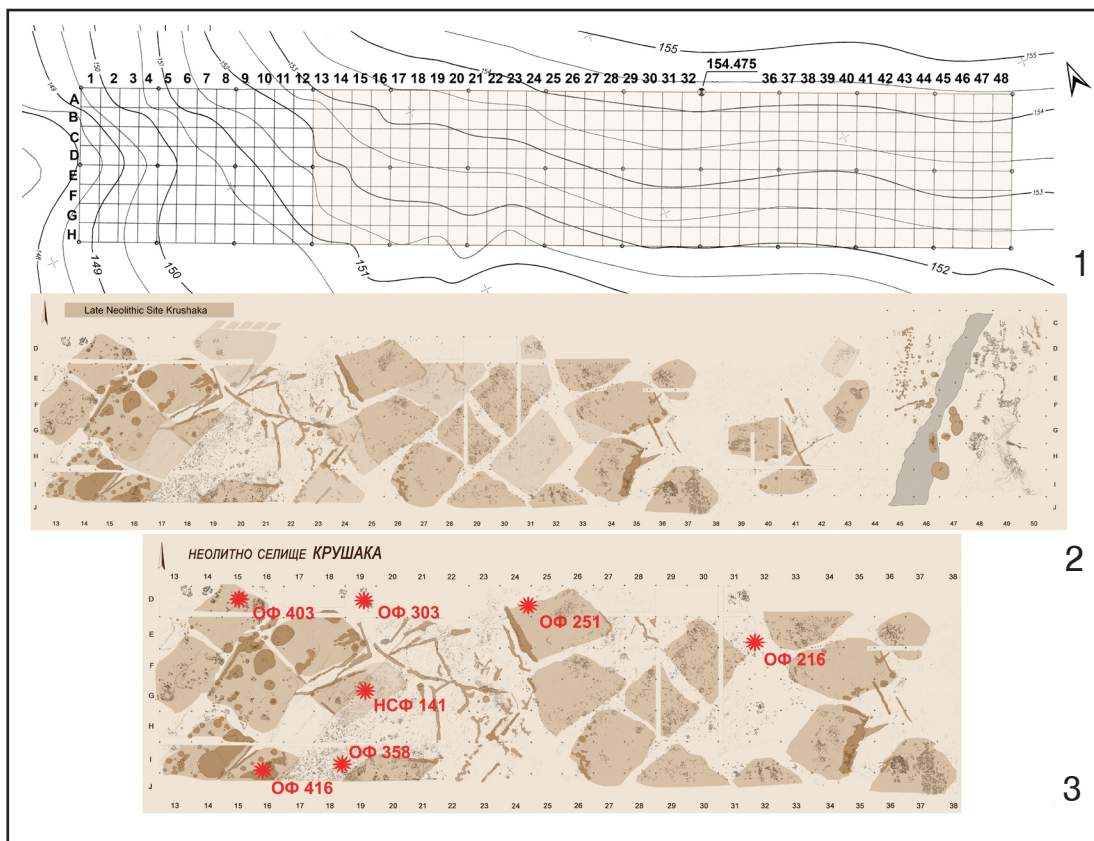 155
154.475
155
149
150
151
152
153
154
1 2 3 4 5 6 7 8 9 10 11 12 13 14 15 16 17 18 19 20 21 22 23 24 25 26 27 28 29 30 31 32 36 37 38 39 40 41 42 43 44 45 46 47 48
A
B
C
D
E
F
G
H
154
153
148
149
150
151
152
1
Late Neolithic Site Krushaka
D
E
F
G
H
I
J
C
D
E
F
G
H
I
J
13 14 15 16 17 18 19 20 21 22 23 24 25 26 27 28 29 30 31 32 33 34 35 36 37 38 39 40 41 42 43 44 45 46 47 48 49 50
2
НЕОЛИТНО СЕЛИЩЕ КРУШАКА
13 14 15 16 17 18 19 20 21 22 23 24 25 26 27 28 29 30 31 32 33 34 35 36 37 38
D
E
F
G
H
I
J
ОФ 403
ОФ 303
ОФ 251
ОФ 216
НСФ 141
ОФ 358
ОФ 416
13 14 15 16 17 18 19 20 21 22 23 24 25 26 27 28 29 30 31 32 33 34 35 36 37 38
3